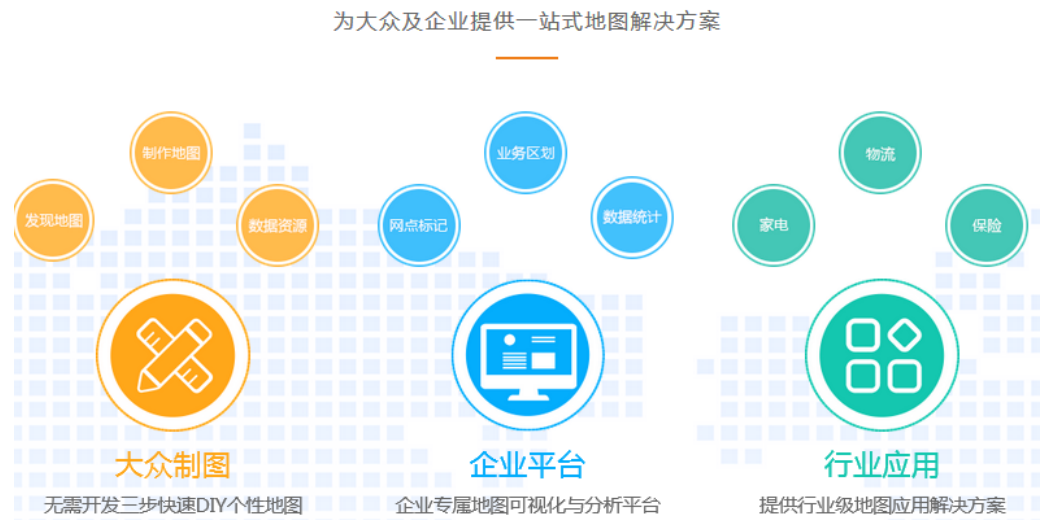 为大众及企业提供一站式地图解决方案
制作地图
发现地图
数据资源
业务区划
网点标记
数据统计
物流
家电
保险
大众制图
无需开发三步快速DIY个性地图
企业平台
企业专属地图可视化与分析平台
行业应用
提供行业级地图应用解决方案